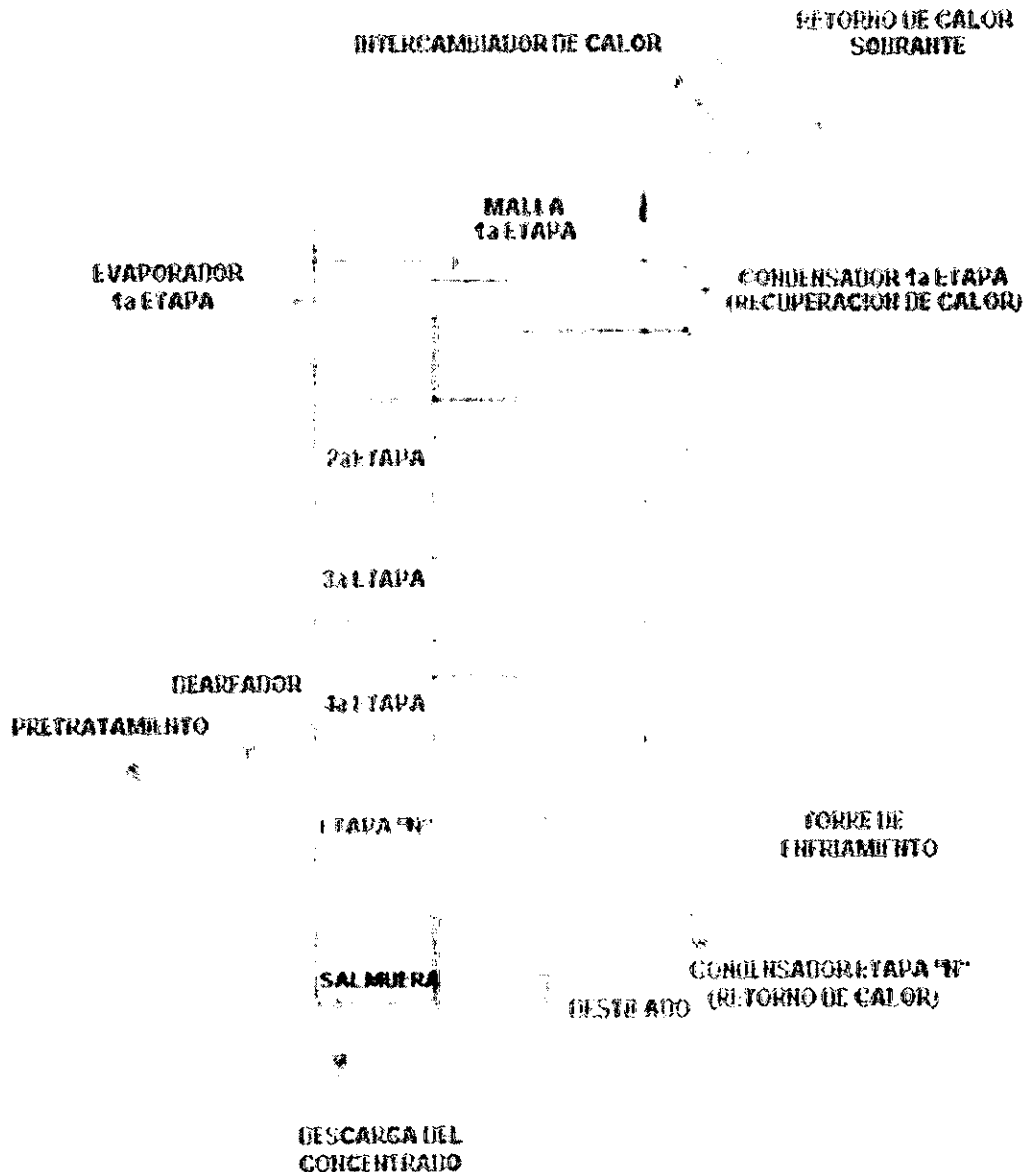 RETORNO DE CALOR
SOBRANTE
INTERCAMBIADOR DE CALOR
MALLA
1a ETAPA
EVAPORADOR
1a ETAPA
CONDENSADOR 1a ETAPA
(RECUPERACION DE CALOR)
2a ETAPA
3a ETAPA
DEAREADOR
4a ETAPA
PRETRATAMIENTO
ETAPA "N"
TORRE DE
ENFRIAMIENTO
SALMUERA
CONDENSADOR ETAPA "N"
(RETORNO DE CALOR)
DESTILADO
DESCARGA DEL
CONCENTRADO